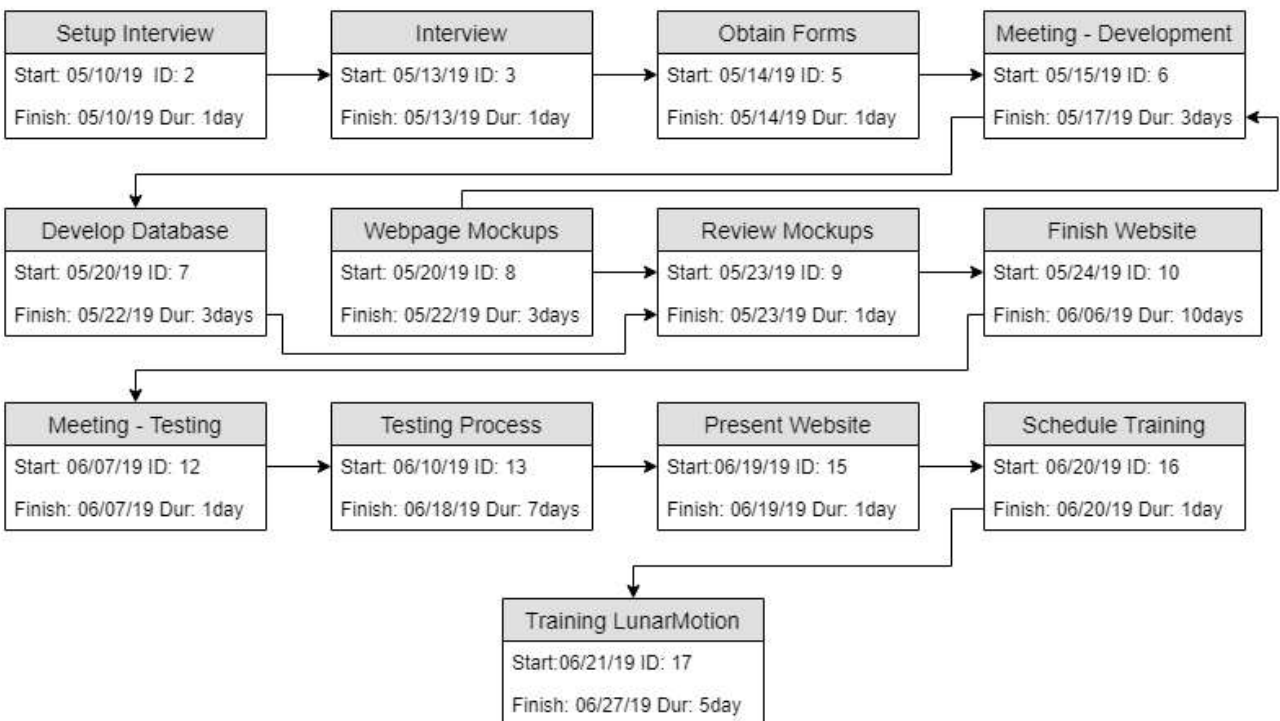 Setup Interview
Start: 05/10/19 ID: 2
Finish: 05/10/19 Dur: 1day
Interview
Start: 05/13/19 ID: 3
Finish: 05/13/19 Dur: 1day
Obtain Forms
Start: 05/14/19 ID: 5
Finish: 05/14/19 Dur: 1day
Meeting - Development
Start: 05/15/19 ID: 6
Finish: 05/17/19 Dur: 3days
Develop Database
Start: 05/20/19 ID: 7
Finish: 05/22/19 Dur: 3days
Webpage Mockups
Start: 05/20/19 ID: 8
Finish: 05/22/19 Dur: 3days
Review Mockups
Start: 05/23/19 ID: 9
Finish: 05/23/19 Dur: 1day
Finish Website
Start: 05/24/19 ID: 10
Finish: 06/06/19 Dur: 10days
Meeting - Testing
Start: 06/07/19 ID: 12
Finish: 06/07/19 Dur: 1day
Testing Process
Start: 06/10/19 ID: 13
Finish: 06/18/19 Dur: 7days
Present Website
Start:06/19/19 ID: 15
Finish: 06/19/19 Dur: 1day
Schedule Training
Start: 06/20/19 ID: 16
Finish: 06/20/19 Dur: 1day
Training LunarMotion
Start:06/21/19 ID: 17
Finish: 06/27/19 Dur: 5day